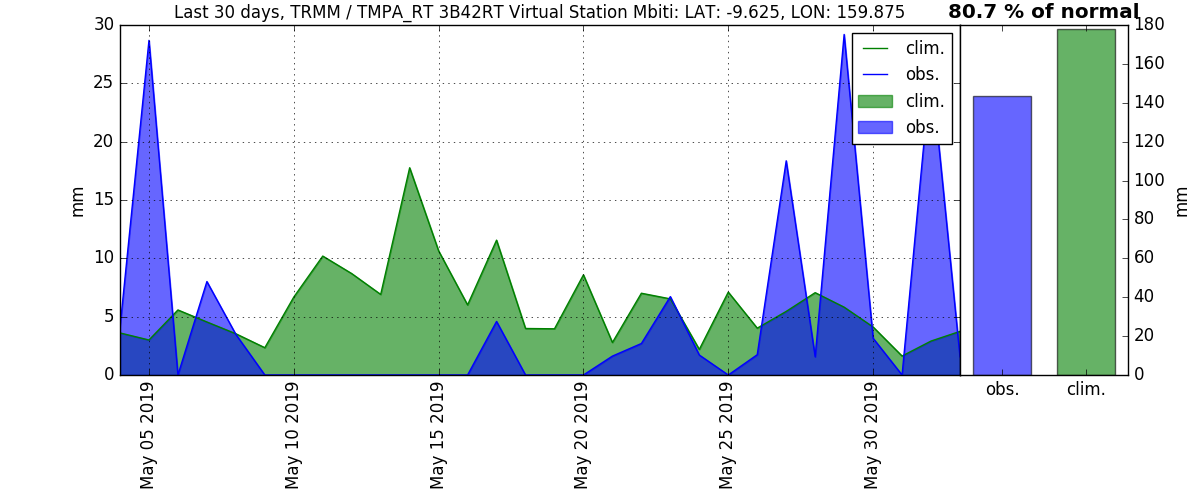 Last 30 days, TRMM / TMPA_RT 3B42RT Virtual Station Mbiti: LAT: -9.625, LON: 159.875
80.7 % of normal
30
25
20
15
10
5
0
mm
clim.
obs.
clim.
obs.
180
160
140
120
100
80
60
40
20
0
mm
May 05 2019
May 10 2019
May 15 2019
May 20 2019
May 25 2019
May 30 2019
obs.
clim.